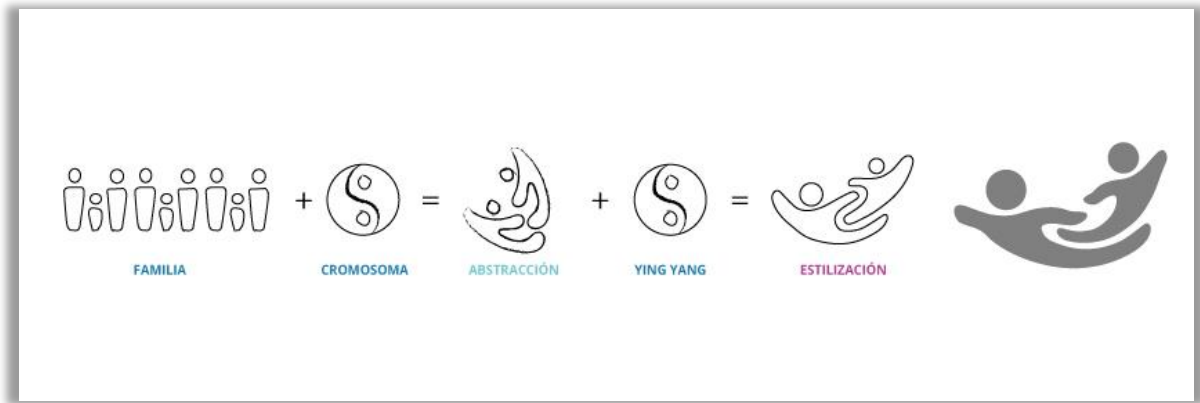 + = + =
FAMILIA CROMOSOMA ABSTRACCIÓN YING YANG ESTILIZACIÓN